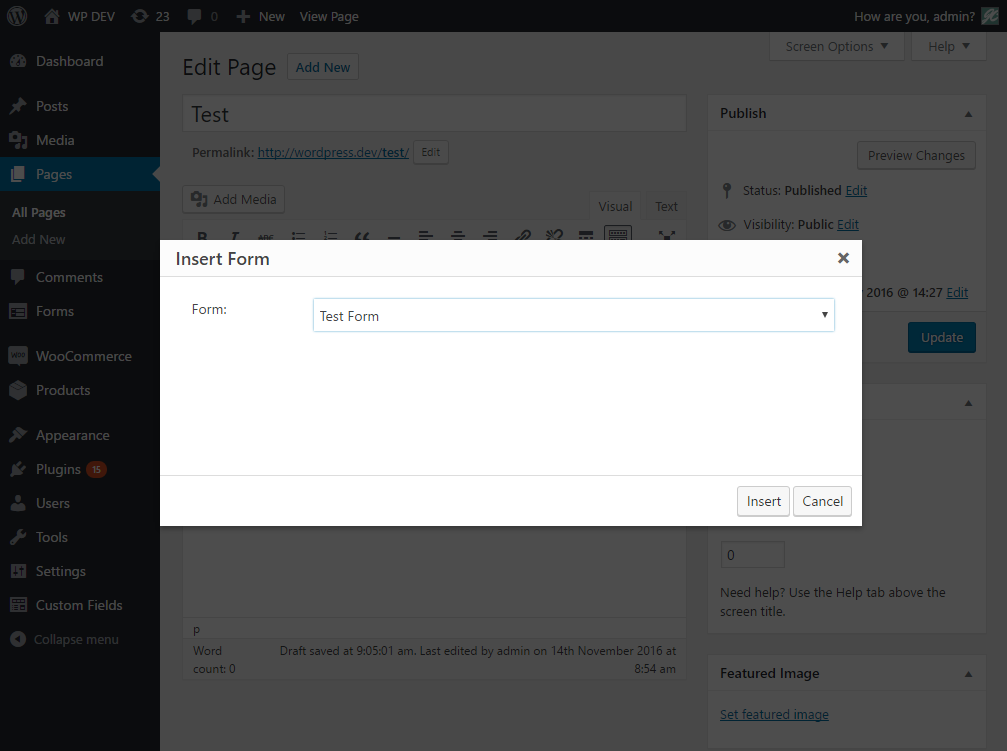 WP DEV 23 0 New View Page How are you, admin?
Screen Options Help
Dashboard
Posts
Media
Pages
All Pages
Add New
Comments
Forms
WooCommerce
Products
Appearance
Plugins 15
Users
Tools
Settings
Custom Fields
Collapse menu
Edit Page Add New
Test
Permalink: http://wordpress.dev/test/ Edit
Add Media
Visual Text
B I ABC
Insert Form
Form:
Test Form
Insert Cancel
p
Word
count: 0
Draft saved at 9:05:01 am. Last edited by admin on 14th November 2016 at
8:54 am
Publish
Preview Changes
Status: Published Edit
Visibility: Public Edit
2016 @ 14:27 Edit
Update
0
Need help? Use the Help tab above the
screen title.
Featured Image
Set featured image